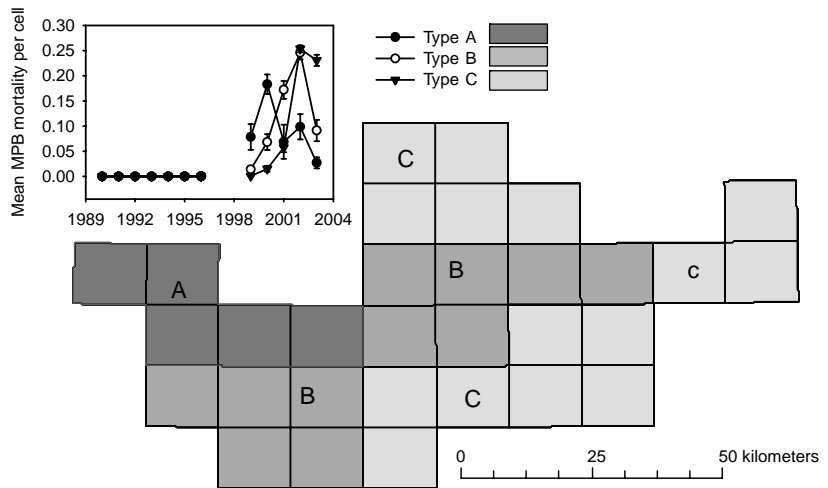 Mean MPB mortality per cell
0.30
0.25
0.20
0.15
0.10
0.05
0.00
1989 1992 1995 1998 2001 2004
Type A
Type B
Type C
C
B
c
A
B
C
0 25 50 kilometers